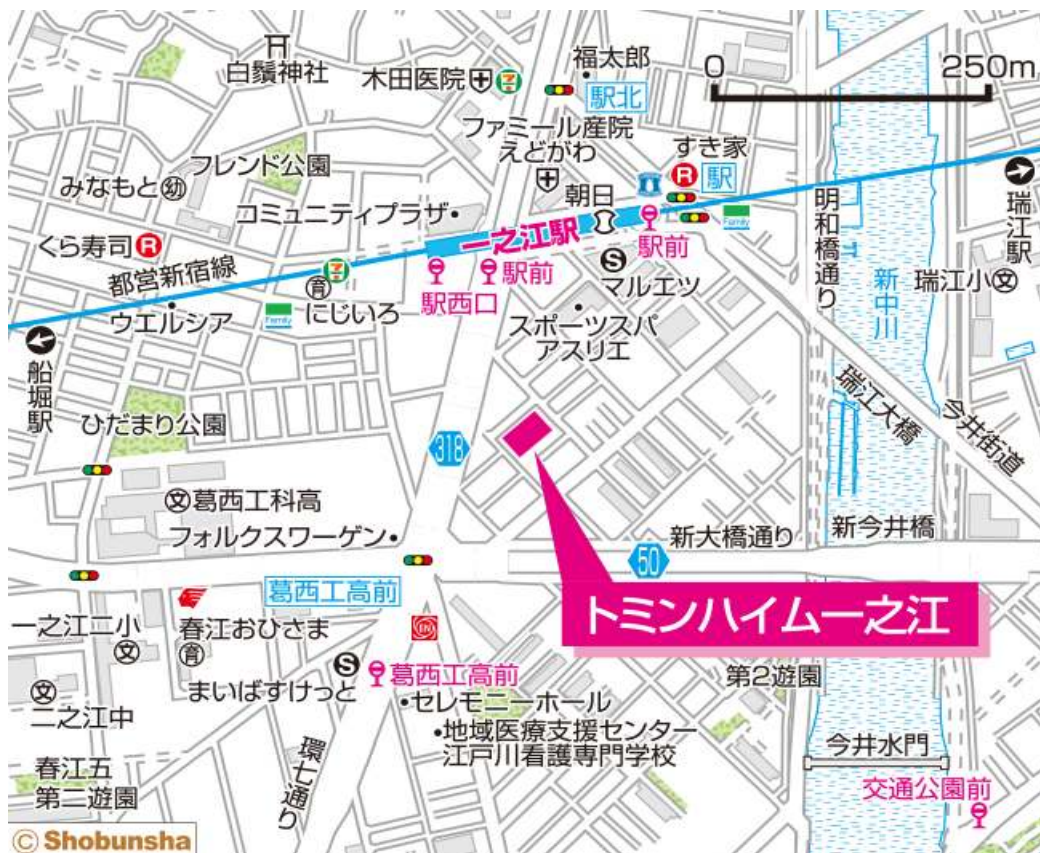 白鬚神社
木田医院
福太郎
0 250m
駅北
ファミール産院
えどがわ
すき家
R
駅
フレンド公園
みなもと幼
コミュニティプラザ
朝日
Family
一之江駅
駅前
明和橋通り
瑞江駅
くら寿司R
都営新宿線
7
育
にじいろ
駅西口
駅前
S
マルエツ
新中川
瑞江小文
ウエルシア
Family
スポーツスパ
アスリエ
船堀駅
ひだまり公園
318
瑞江大橋
今井街道
文葛西工科高
フォルクスワーゲン
新大橋通り
新今井橋
50
葛西工高前
トミンハイム一之江
一之江二小
文
春江おひさま
育
S
まいばすけっと
葛西工高前
第2遊園
文
二之江中
セレモニーホール
地域医療支援センター
江戸川看護専門学校
環七通り
今井水門
春江五
第二遊園
交通公園前
© Shobunsha